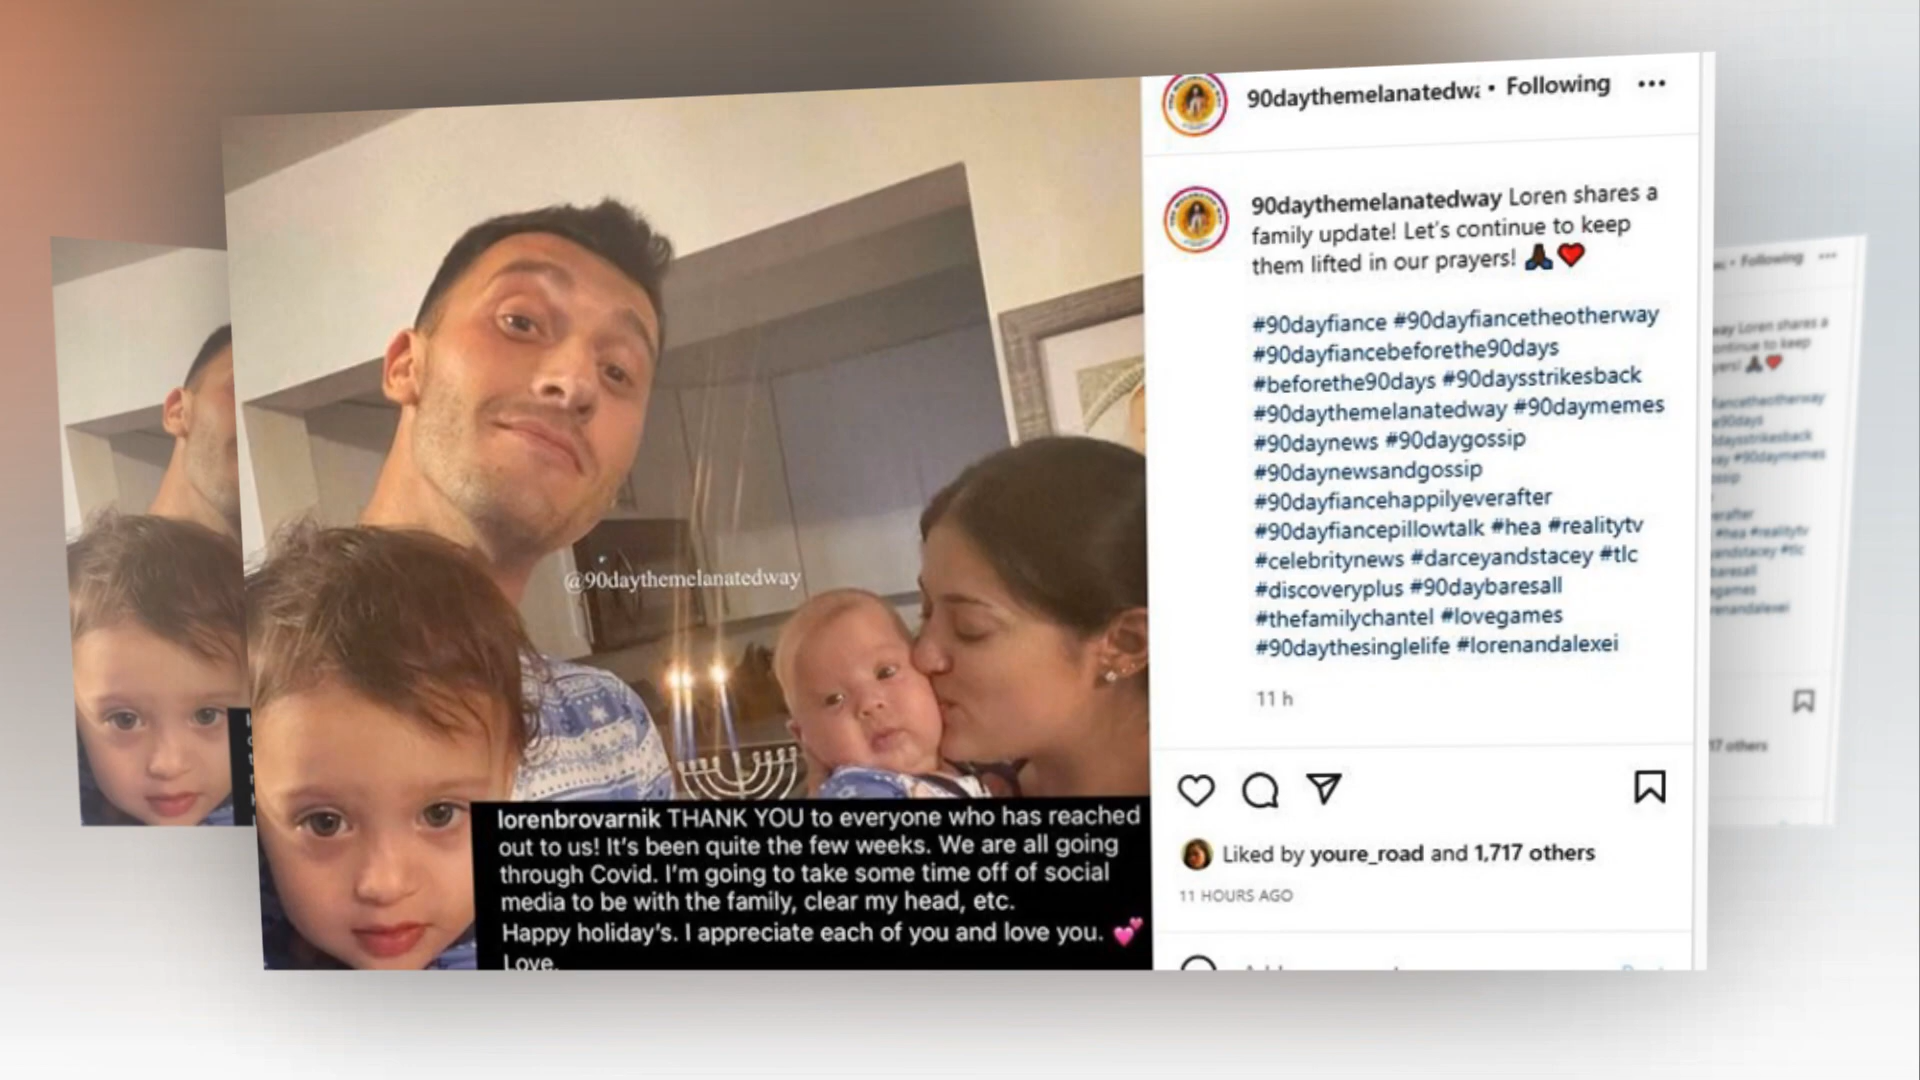 90daythemelanatedwa • Following •••
90daythemelanatedway Loren shares a
family update! Let's continue to keep
them lifted in our prayers! 🙏🏿❤️
#90dayfiance #90dayfiancetheotherway
#90dayfiancebeforethe90days
#beforethe90days #90daysstrikesback
#90daythemelanatedway #90daymemes
#90daynews #90daygossip
#90daynewsandgossip
#90dayfiancehappilyeverafter
#90dayfiancepillowtalk #hea #realitytv
#celebritynews #darceyandstacey #tlc
#discoveryplus #90daybaresall
#thefamilychantel #lovegames
#90daythesinglelife #lorenandalexei
11 h
Liked by youre_road and 1,717 others
11 HOURS AGO
@90daythemelanatedway
lorenbrovarnik THANK YOU to everyone who has reached
out to us! It's been quite the few weeks. We are all going
through Covid. I'm going to take some time off of social
media to be with the family, clear my head, etc.
Happy holiday's. I appreciate each of you and love you. 💕
Love,